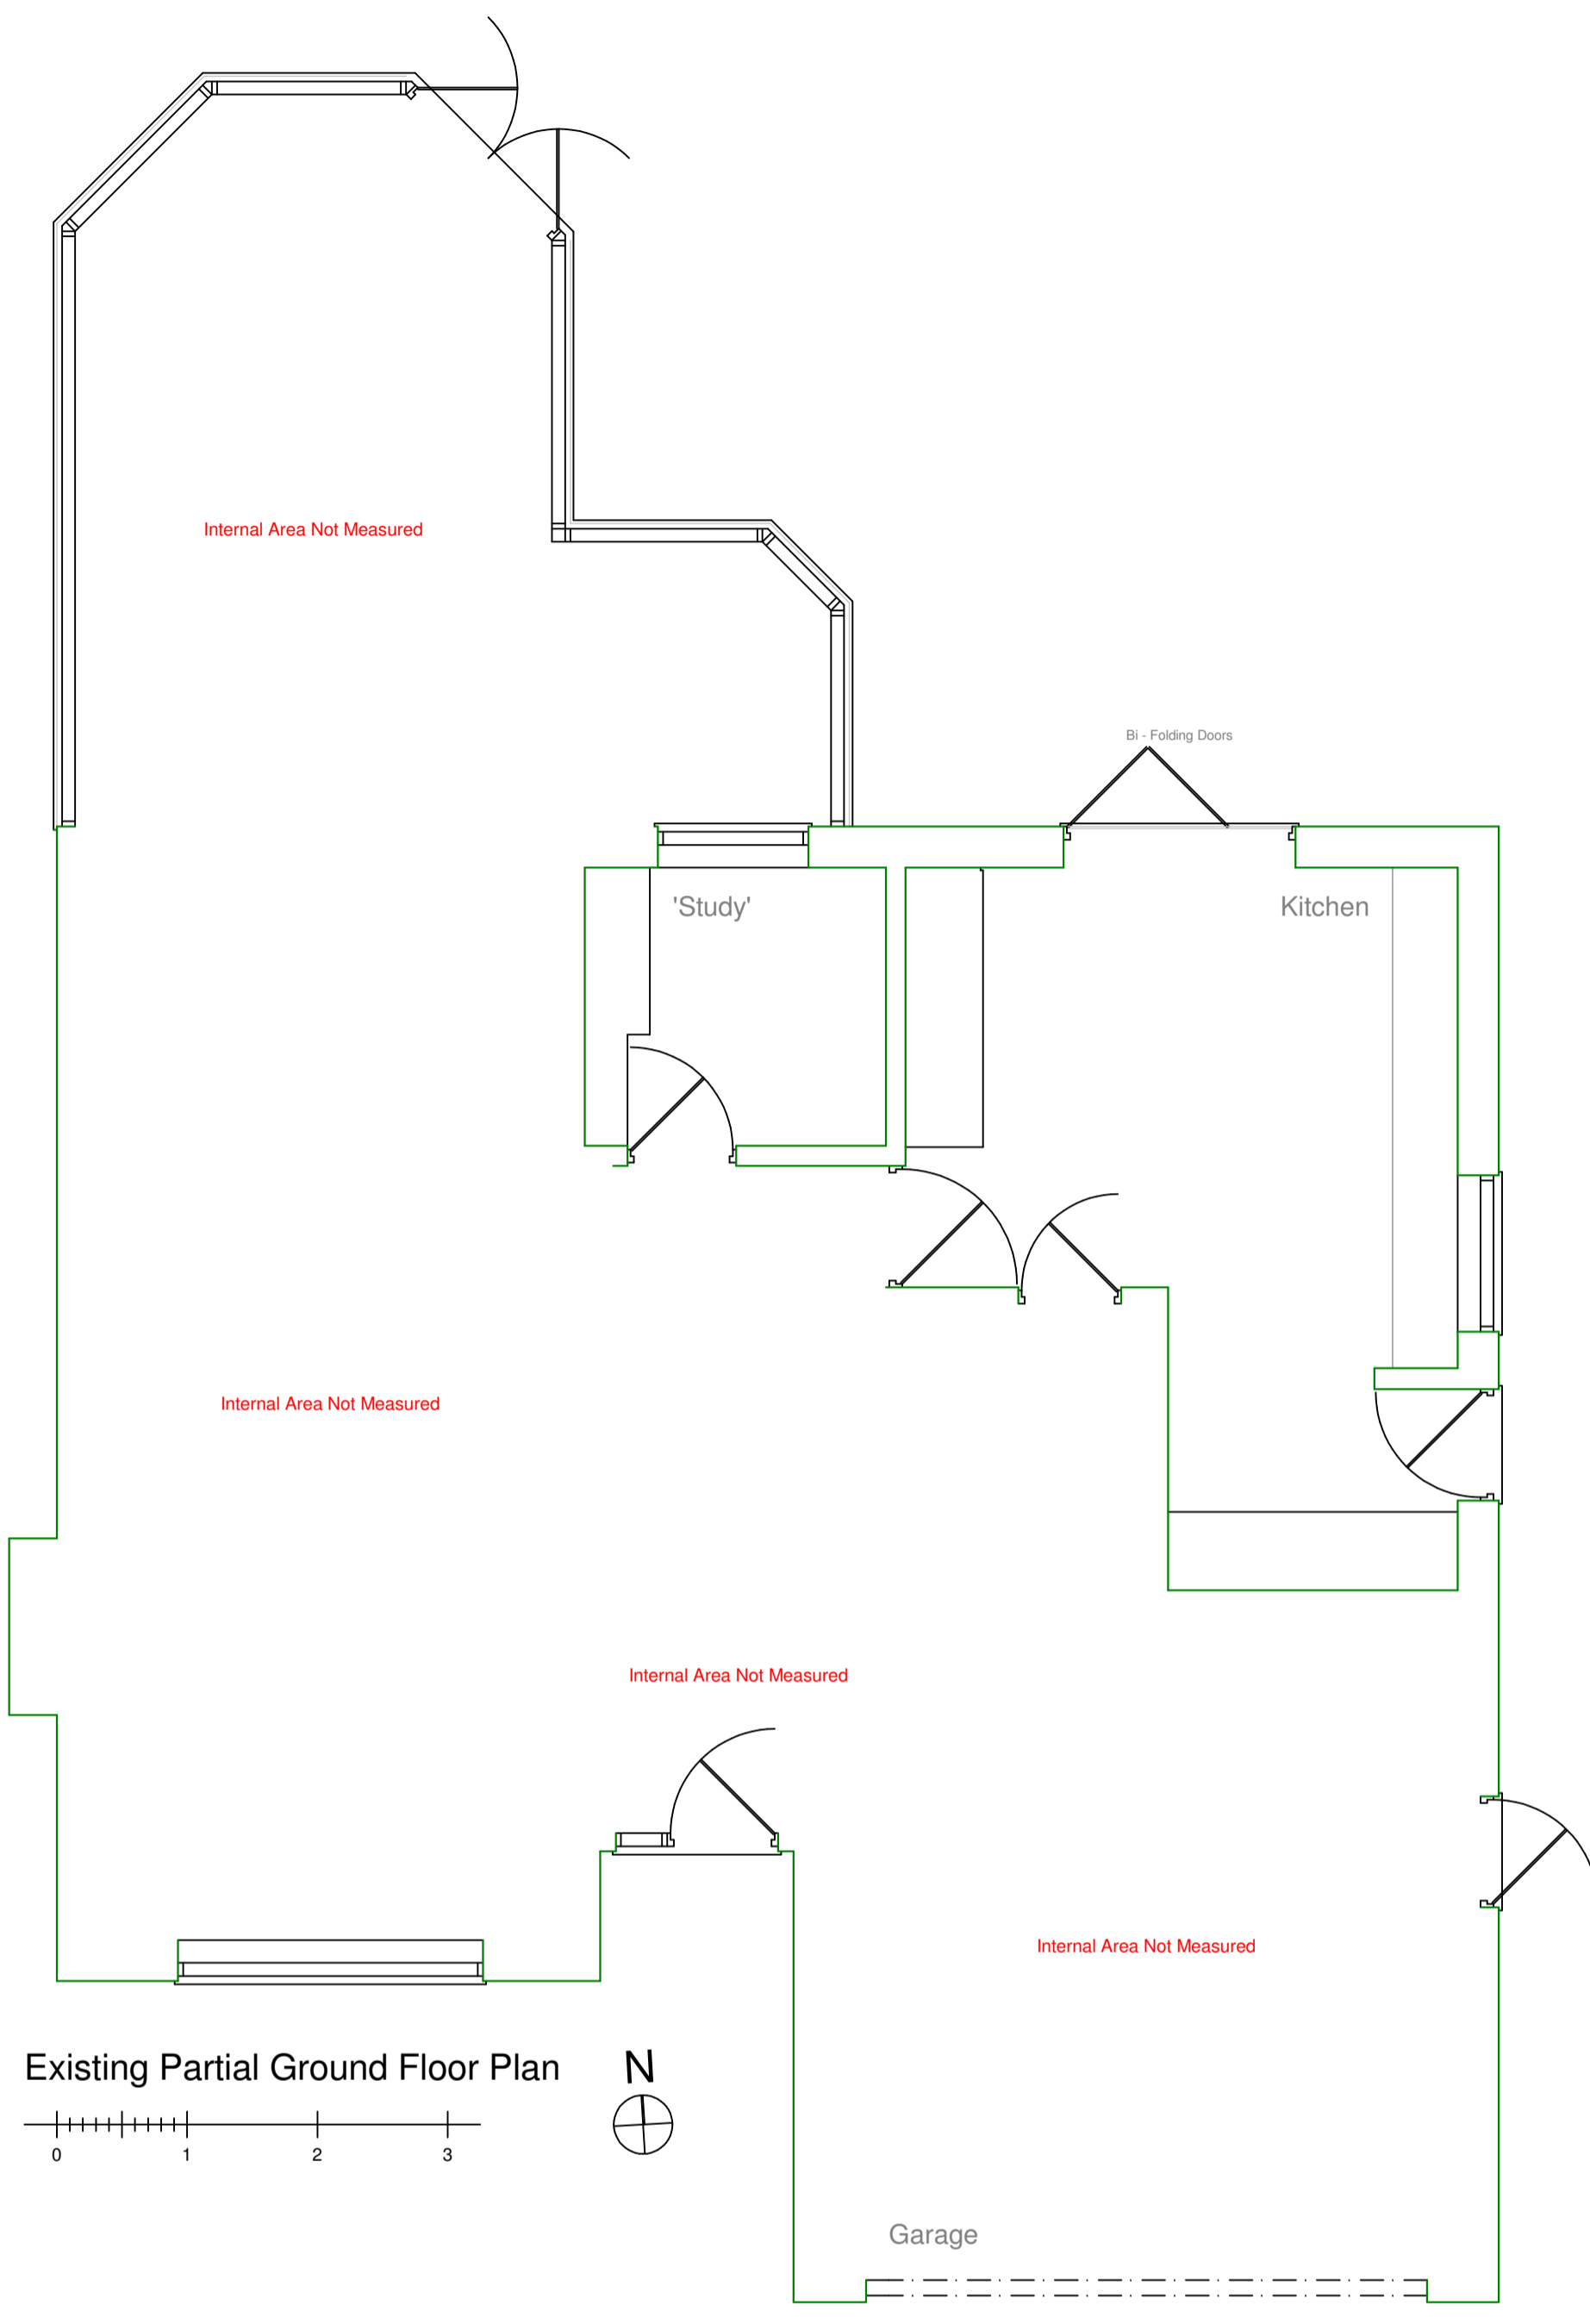 Internal Area Not Measured
Bi - Folding Doors
'Study'
Kitchen
Internal Area Not Measured
Internal Area Not Measured
Internal Area Not Measured
Existing Partial Ground Floor Plan
N
0 1 2 3
Garage